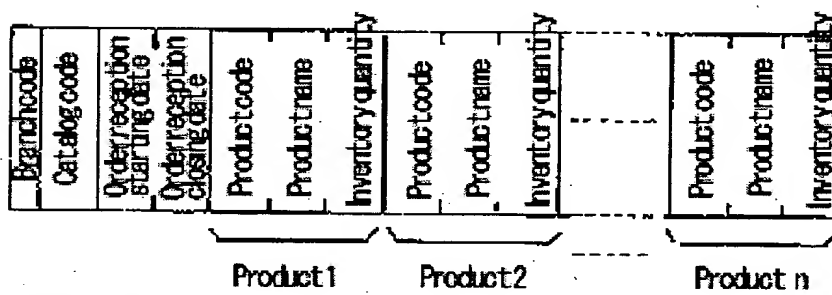 Branch code
Catalog code
Order reception
starting date
Order reception
closing date
Product code
Product name
Inventory quantity
Product code
Product name
Inventory quantity
Product code
Product name
Inventory quantity
Product 1
Product 2
Product n